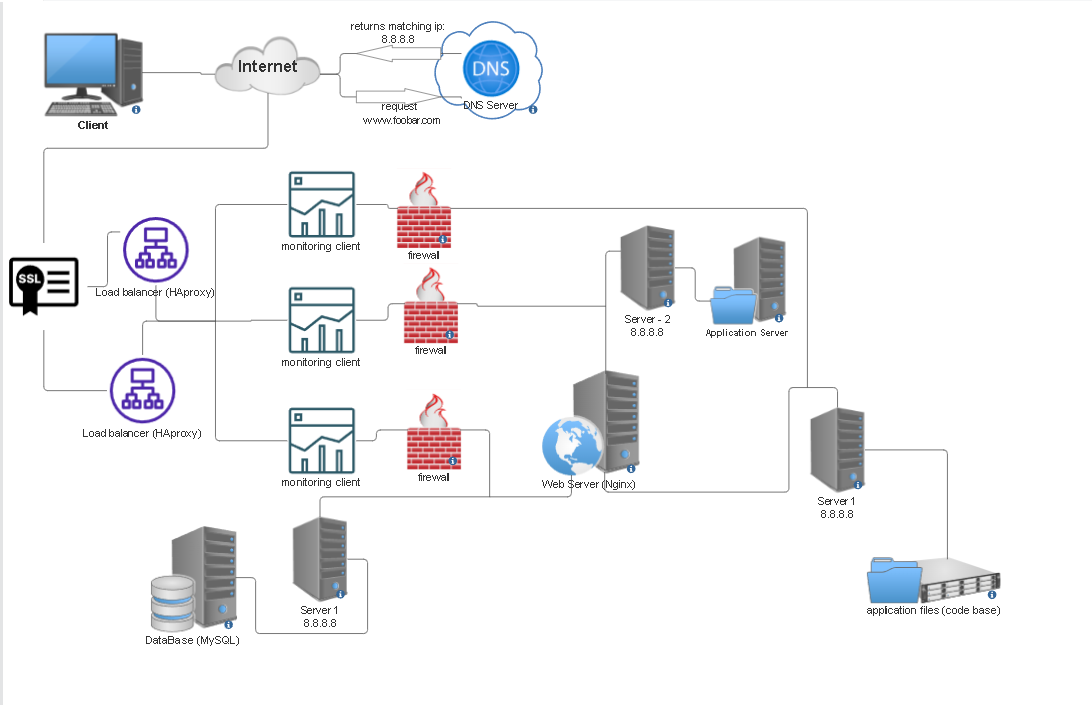 returns matching ip:
8.8.8.8
Internet
DNS
DNS Server
request
www.foobar.com
Client
monitoring client
firewall
SSL
Load balancer (HAproxy)
monitoring client
firewall
Server - 2
8.8.8.8
Application Server
Load balancer (HAproxy)
monitoring client
firewall
Web Server (Nginx)
Server 1
8.8.8.8
Server 1
8.8.8.8
DataBase (MySQL)
application files (code base)